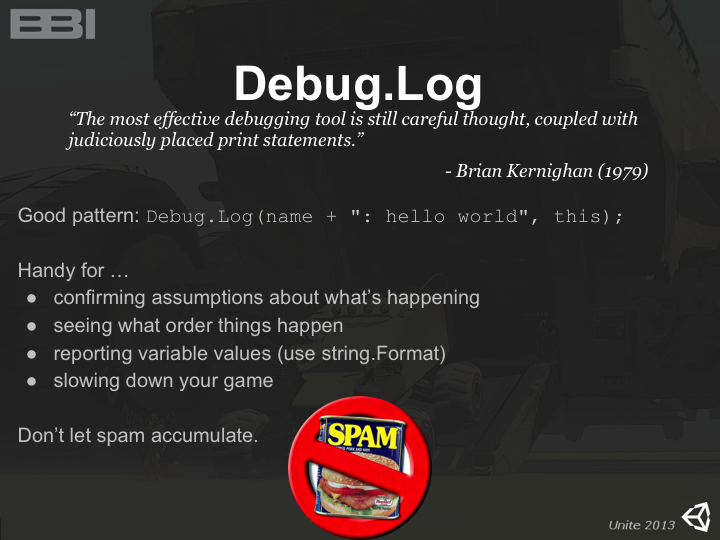 BBI
Debug.Log
“The most effective debugging tool is still careful thought, coupled with
judiciously placed print statements.”
- Brian Kernighan (1979)
Good pattern: Debug.Log(name + ": hello world", this);
Handy for …
● confirming assumptions about what’s happening
● seeing what order things happen
● reporting variable values (use string.Format)
● slowing down your game
Don’t let spam accumulate.
SPAM
Unite 2013